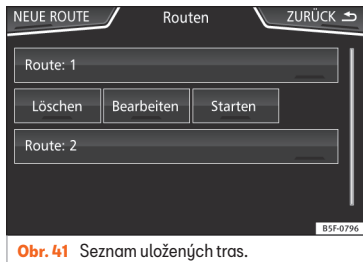 NEUE ROUTE Routen ZURÜCK
Route: 1
Löschen Bearbeiten Starten
Route: 2
B5F-0796
Obr. 41 Seznam uložených tras.